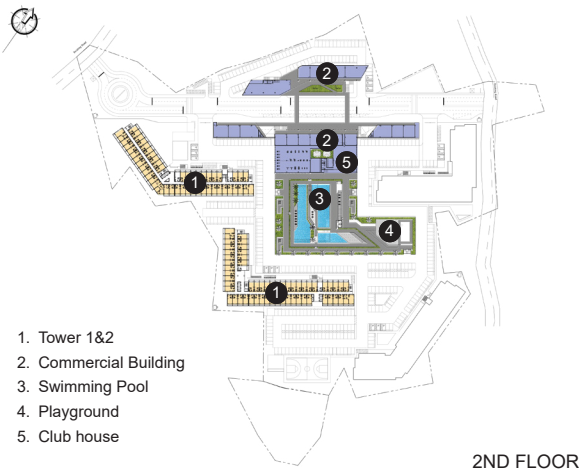 2
2
5
1
3
4
1
1. Tower 1&2
2. Commercial Building
3. Swimming Pool
4. Playground
5. Club house
2ND FLOOR